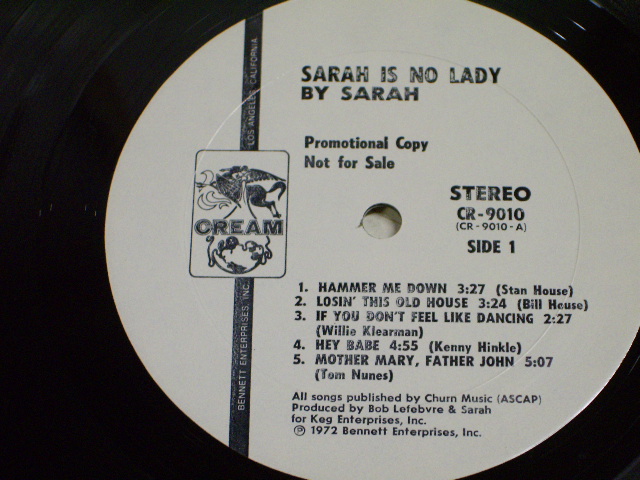 LOS ANGELES, CALIFORNIA
SARAH IS NO LADY
BY SARAH
Promotional Copy
Not for Sale
CREAM
STEREO
CR-9010
(CR-9010-A)
SIDE 1
1. HAMMER ME DOWN 3:27 (Stan House)
2. LOSIN' THIS OLD HOUSE 3:24 (Bill House)
3. IF YOU DON'T FEEL LIKE DANCING 2:27
(Willie Klearman)
4. HEY BABE 4:55 (Kenny Hinkle)
5. MOTHER MARY, FATHER JOHN 5:07
(Tom Nunes)
BENNETT ENTERPRISES, INC.
All songs published by Churn Music (ASCAP)
Produced by Bob Lefebvre & Sarah
for Keg Enterprises, Inc.
℗ 1972 Bennett Enterprises, Inc.